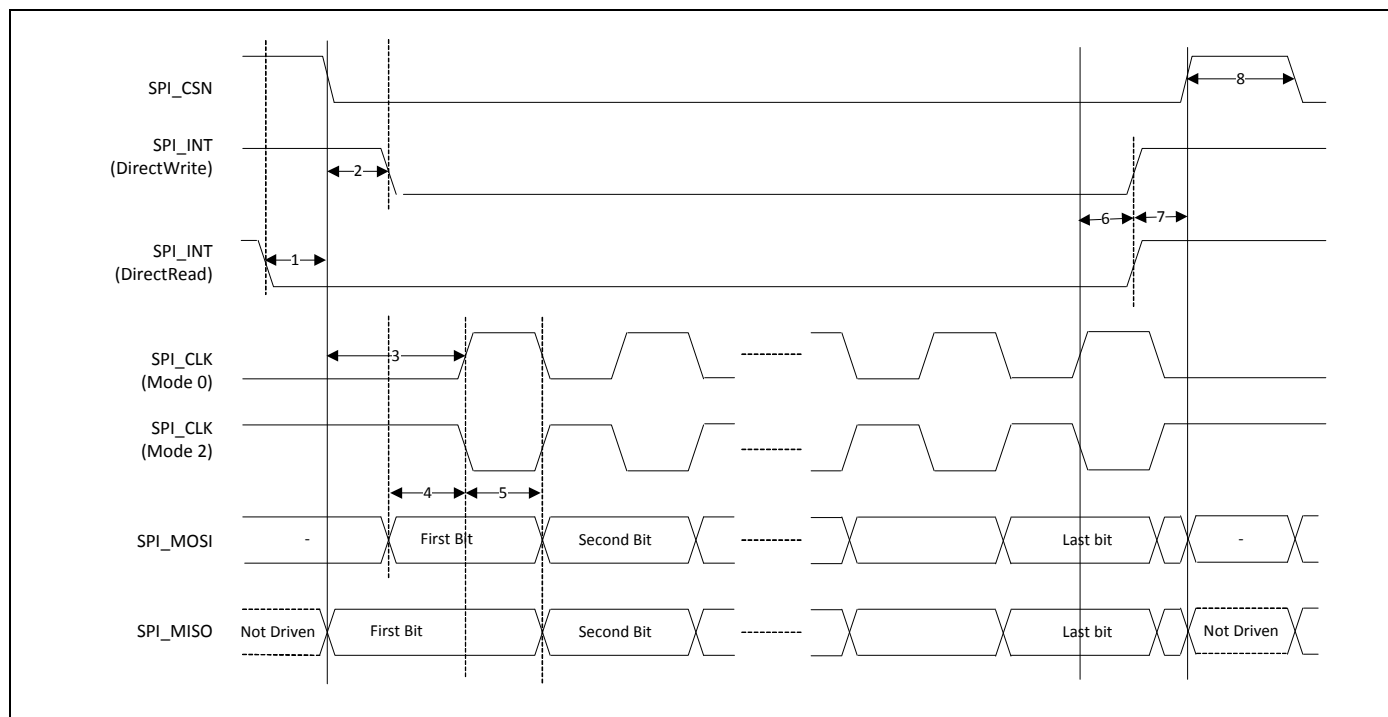 SPI_CSN
8
SPI_INT
(DirectWrite)
2
6
7
SPI_INT
(DirectRead)
1
SPI_CLK
(Mode 0)
3
SPI_CLK
(Mode 2)
4
5
SPI_MOSI
-
First Bit
Second Bit
Last bit
-
SPI_MISO
Not Driven
First Bit
Second Bit
Last bit
Not Driven